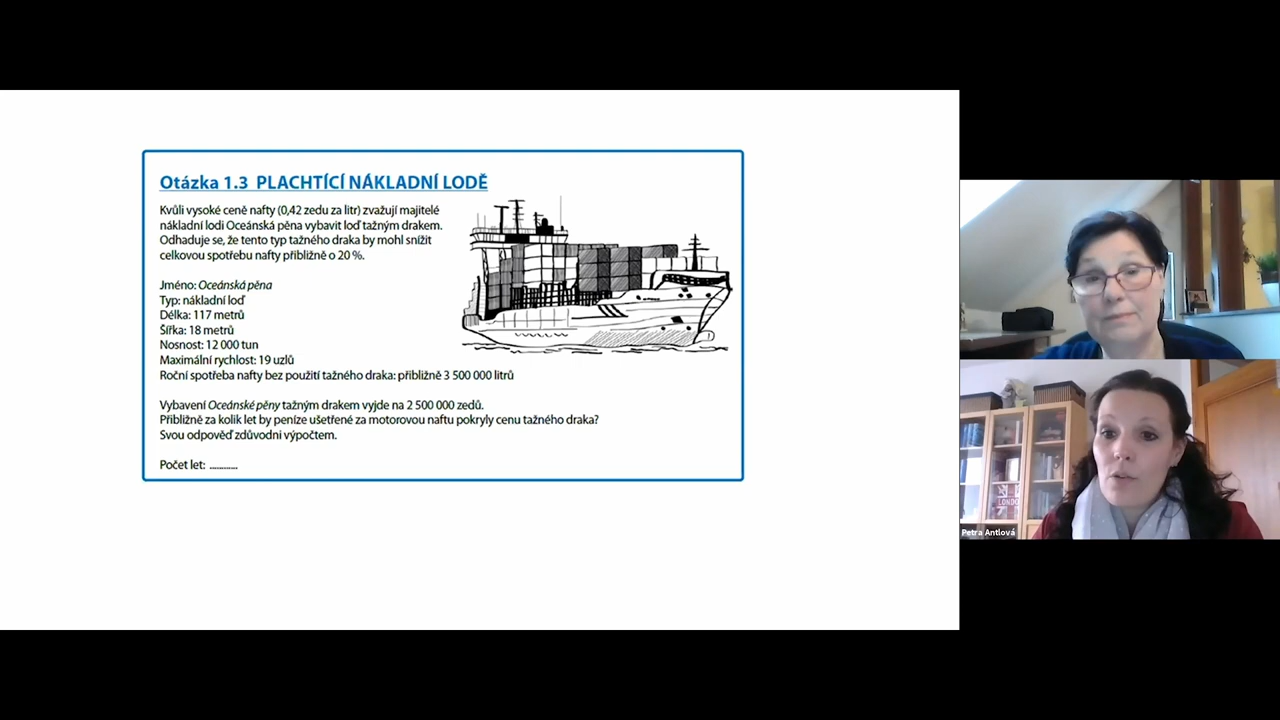 Otázka 1.3 PLACHTÍCÍ NÁKLADNÍ LODĚ
Kvůli vysoké ceně nafty (0,42 zedu za litr) zvažují majitelé
nákladní lodi Oceánská pěna vybavit loď tažným drakem.
Odhaduje se, že tento typ tažného draka by mohl snížit
celkovou spotřebu nafty přibližně o 20 %.
Jméno: Oceánská pěna
Typ: nákladní loď
Délka: 117 metrů
Šířka: 18 metrů
Nosnost: 12 000 tun
Maximální rychlost: 19 uzlů
Roční spotřeba nafty bez použití tažného draka: přibližně 3 500 000 litrů
Vybavení Oceánské pěny tažným drakem vyjde na 2 500 000 zedů.
Přibližně za kolik let by peníze ušetřené za motorovou naftu pokryly cenu tažného draka?
Svou odpověď zdůvodni výpočtem.
Počet let: ............
LONDON
Petra Antlová